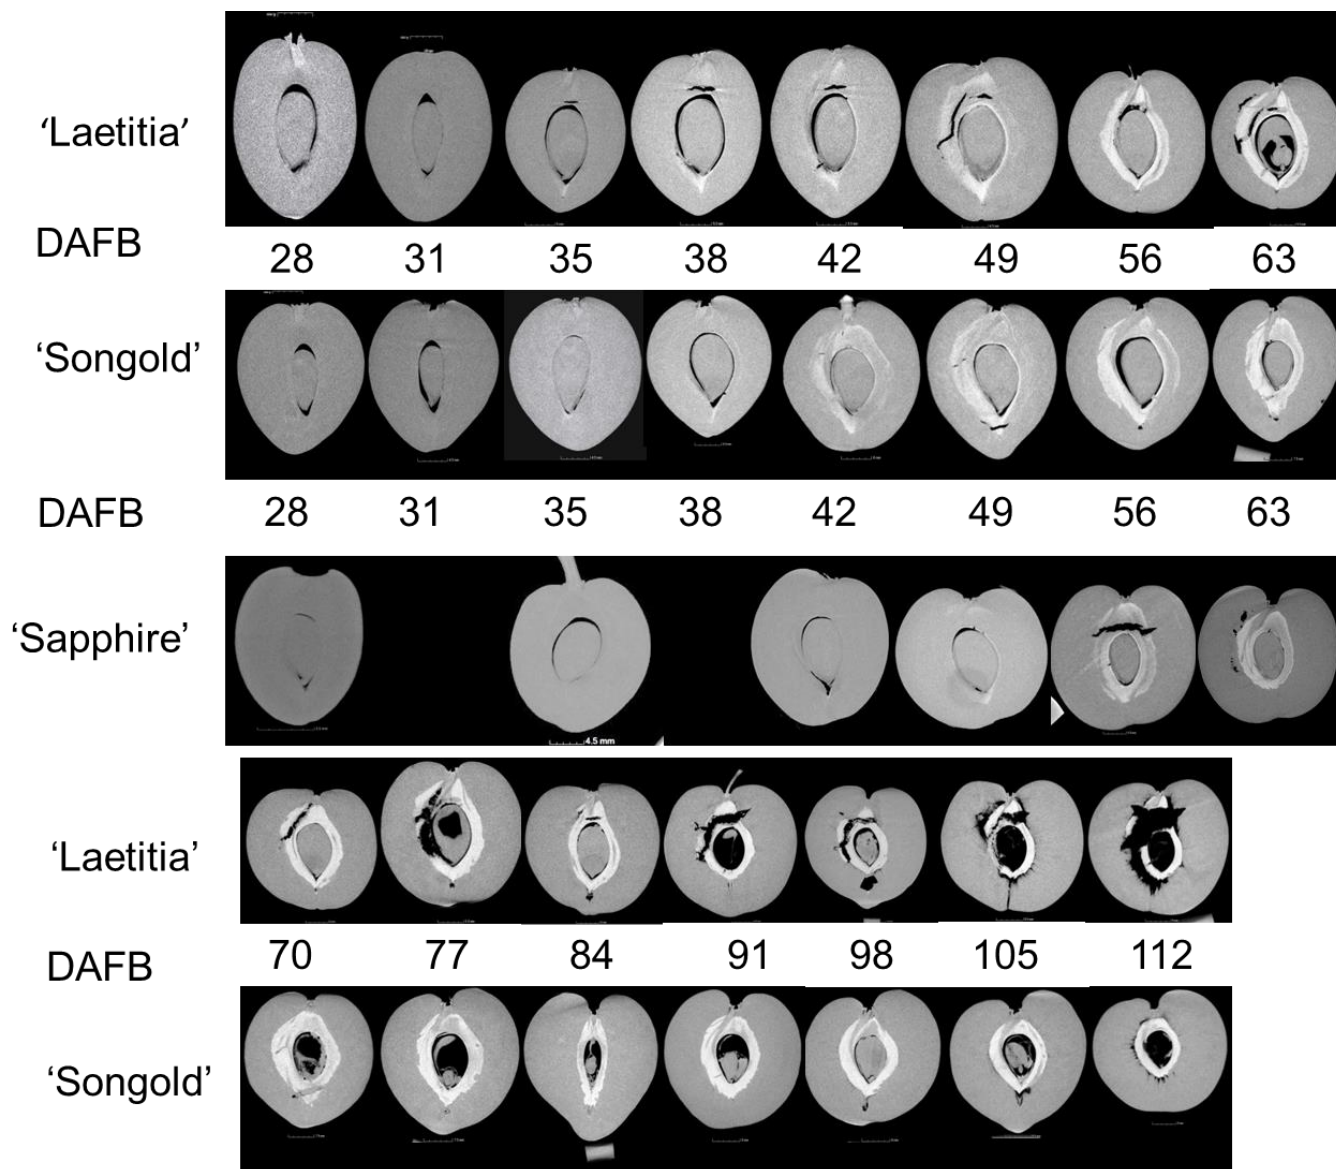 ‘Laetitia’
DAFB
28 31 35 38 42 49 56 63
‘Songold’
DAFB
28 31 35 38 42 49 56 63
‘Sapphire’
4.5 mm
‘Laetitia’
DAFB
70 77 84 91 98 105 112
‘Songold’